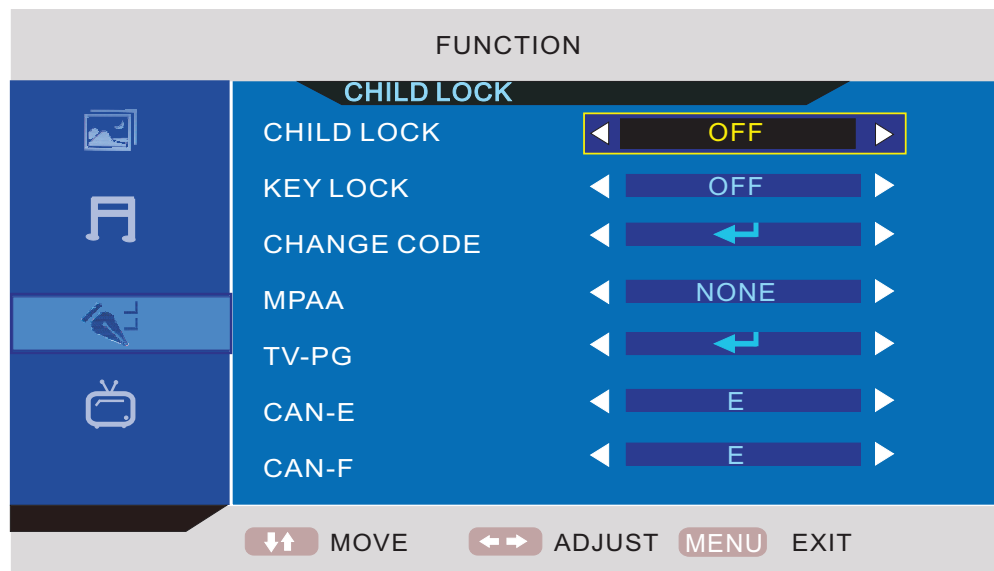 FUNCTION
CHILD LOCK
CHILD LOCK OFF
KEY LOCK OFF
CHANGE CODE
MPAA NONE
TV-PG
CAN-E E
CAN-F E
MOVE ADJUST MENU EXIT